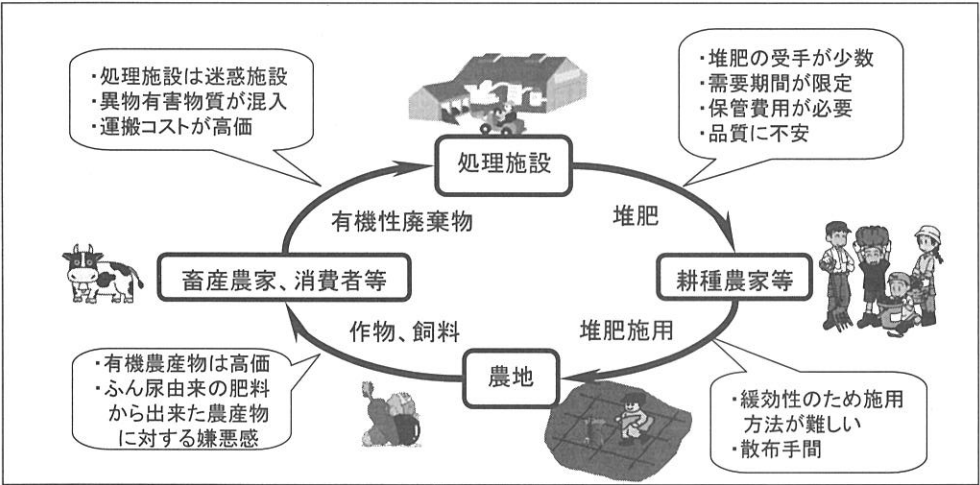 ・処理施設は迷惑施設
・異物有害物質が混入
・運搬コストが高価
・堆肥の受手が少数
・需要期間が限定
・保管費用が必要
・品質に不安
処理施設
有機性廃棄物
堆肥
畜産農家、消費者等
耕種農家等
作物、飼料
堆肥施用
農地
・有機農産物は高価
・ふん尿由来の肥料
から出来た農産物
に対する嫌悪感
・緩効性のため施用
方法が難しい
・散布手間